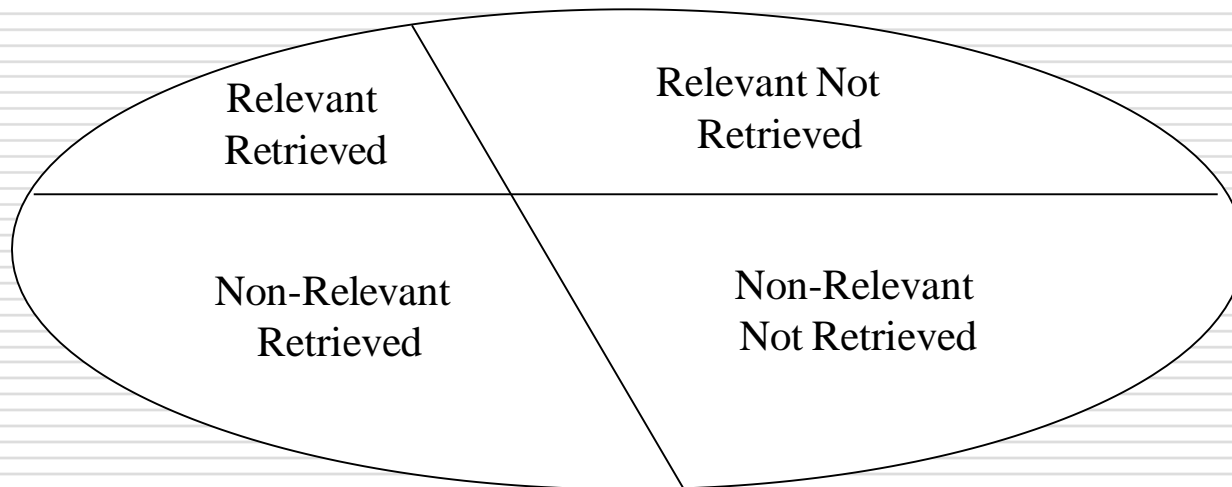 Relevant
Retrieved
Relevant Not
Retrieved
Non-Relevant
Retrieved
Non-Relevant
Not Retrieved